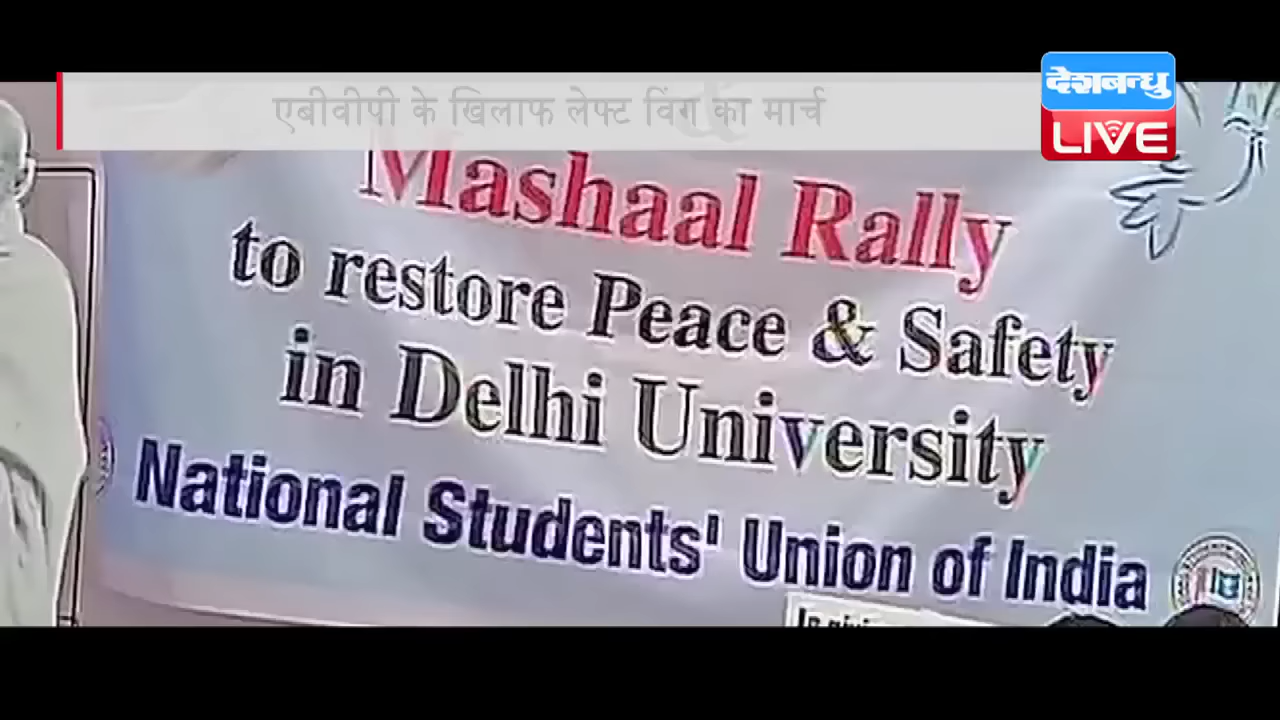 एबीवीपी के खिलाफ लेफ्ट विंग का मार्च
देशबन्धु
LIVE
Mashaal Rally
to restore Peace & Safety
in Delhi University
National Students' Union of India